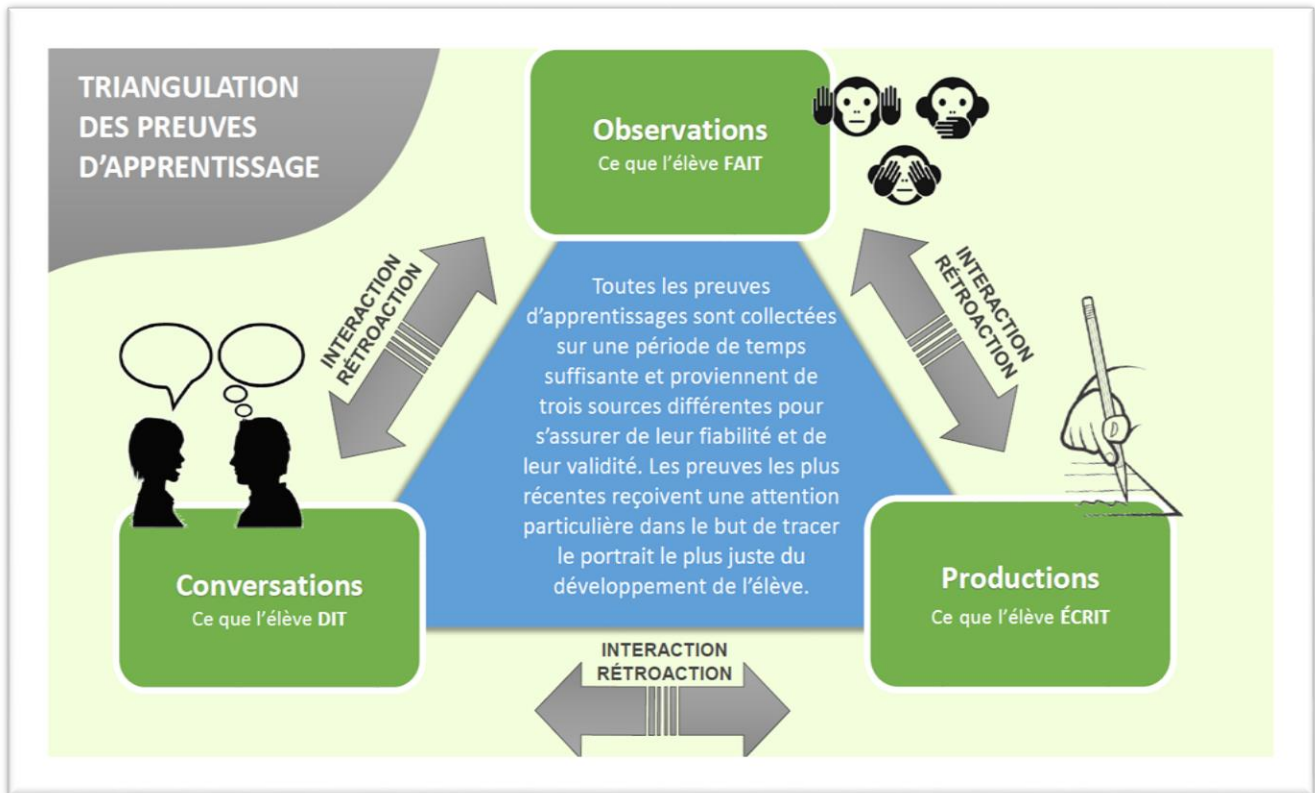 TRIANGULATION
DES PREUVES
D'APPRENTISSAGE
Observations
Ce que l'élève FAIT
INTERACTION
RÉTROACTION
INTERACTION
RÉTROACTION
Toutes les preuves
d'apprentissages sont collectées
sur une période de temps
suffisante et proviennent de
trois sources différentes pour
s'assurer de leur fiabilité et de
leur validité. Les preuves les plus
récentes reçoivent une attention
particulière dans le but de tracer
le portrait le plus juste du
développement de l'élève.
Conversations
Ce que l'élève DIT
Productions
Ce que l'élève ÉCRIT
INTERACTION
RÉTROACTION